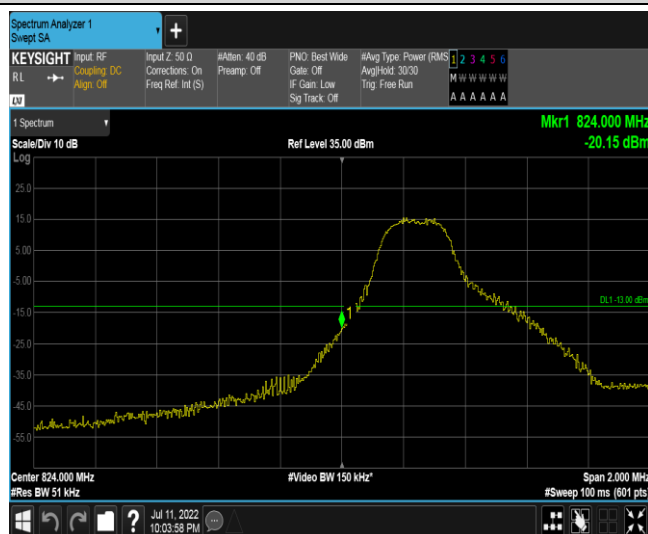 Spectrum Analyzer 1
Swept SA
+
KEYSIGHT
RL
LXI
Input: RF
Coupling: DC
Align: Off
Input Z: 50 Ω
Corrections: On
Freq Ref: Int (S)
#Atten: 40 dB
Preamp: Off
PNO: Best Wide
Gate: Off
IF Gain: Low
Sig Track: Off
#Avg Type: Power (RMS
Avg|Hold: 30/30
Trig: Free Run
1 2 3 4 5 6
M W W W W W
A A A A A A
1 Spectrum
Mkr1 824.000 MHz
Scale/Div 10 dB
Ref Level 35.00 dBm
-20.15 dBm
Log
25.0
15.0
5.00
-5.00
DL1 -13.00 dBm
-15.0
1
-25.0
-35.0
-45.0
-55.0
Center 824.000 MHz
#Video BW 150 kHz*
Span 2.000 MHz
#Res BW 51 kHz
#Sweep 100 ms (601 pts)
?
Jul 11, 2022
10:03:58 PM